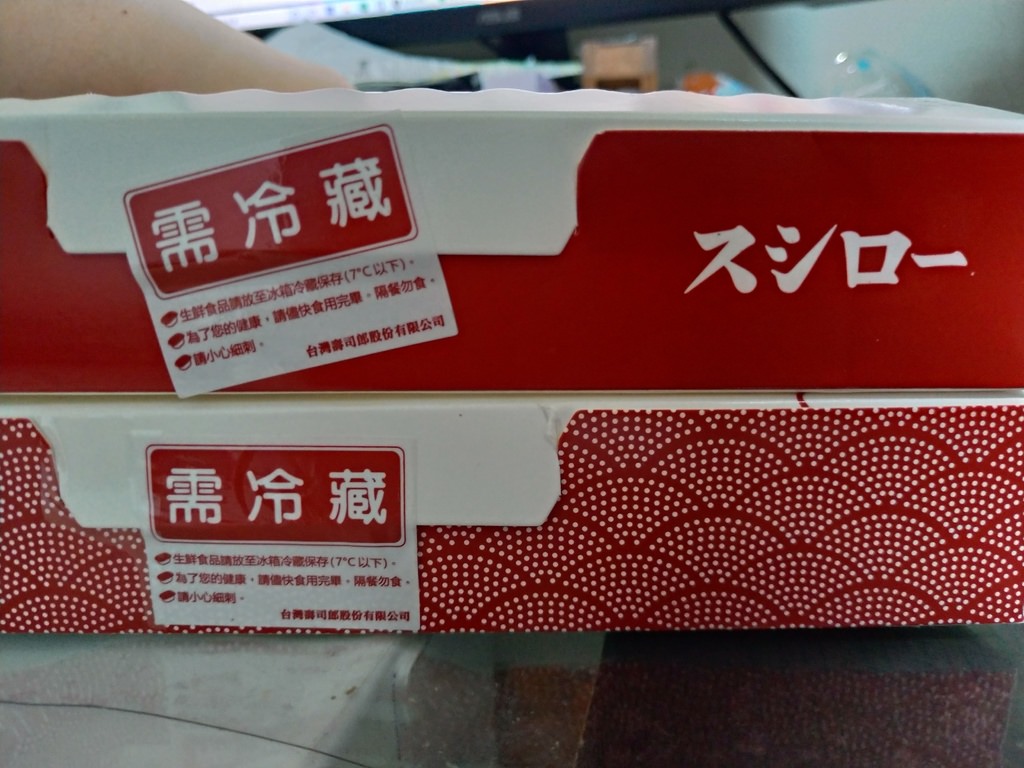 需冷藏
生鮮食品請放至冰箱冷藏保存(7°C以下)。
為了您的健康，請儘快食用完畢。隔餐勿食。
請小心細刺。
台灣壽司郎股份有限公司
スシロー
需冷藏
生鮮食品請放至冰箱冷藏保存(7°C以下)。
為了您的健康，請儘快食用完畢。隔餐勿食。
請小心細刺。
台灣壽司郎股份有限公司